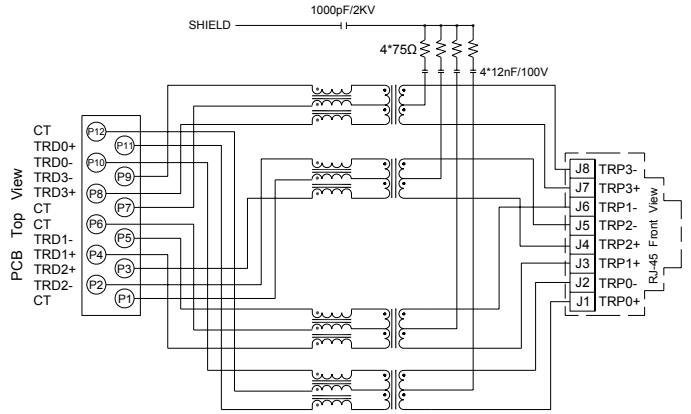 1000pF/2KV
SHIELD
4*75Ω
4*12nF/100V
PCB Top View
CT P12
TRD0+ P11
TRD0- P10
TRD3- P9
TRD3+ P8
CT P7
CT P6
TRD1- P5
TRD1+ P4
TRD2+ P3
TRD2- P2
CT P1
J8 TRP3-
J7 TRP3+
J6 TRP1-
J5 TRP2-
J4 TRP2+
J3 TRP1+
J2 TRP0-
J1 TRP0+
RJ-45 Front View